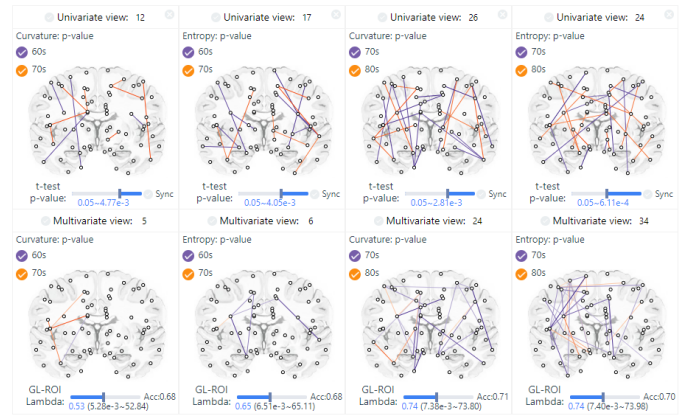 Univariate view: 12
Curvature: p-value
60s
70s
t-test
p-value:
Sync
0.05~4.77e-3
Univariate view: 17
Entropy: p-value
60s
70s
t-test
p-value:
Sync
0.05~4.05e-3
Univariate view: 26
Curvature: p-value
70s
80s
t-test
p-value:
Sync
0.05~2.81e-3
Univariate view: 24
Entropy: p-value
70s
80s
t-test
p-value:
Sync
0.05~6.11e-4
Multivariate view: 5
Curvature: p-value
60s
70s
GL-ROI
Lambda:
Acc:0.68
0.53 (5.28e-3~52.84)
Multivariate view: 6
Entropy: p-value
60s
70s
GL-ROI
Lambda:
Acc:0.68
0.65 (6.51e-3~65.11)
Multivariate view: 24
Curvature: p-value
70s
80s
GL-ROI
Lambda:
Acc:0.71
0.74 (7.38e-3~73.80)
Multivariate view: 34
Entropy: p-value
70s
80s
GL-ROI
Lambda:
Acc:0.70
0.74 (7.40e-3~73.98)